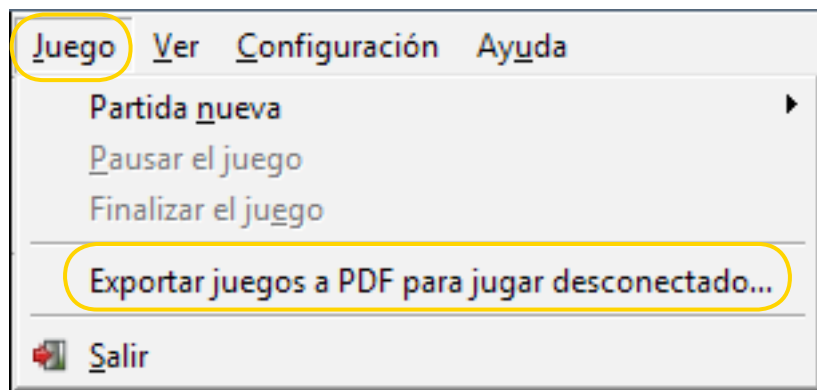 Juego Ver Configuración Ayuda
Partida nueva
Pausar el juego
Finalizar el juego
Exportar juegos a PDF para jugar desconectado...
Salir